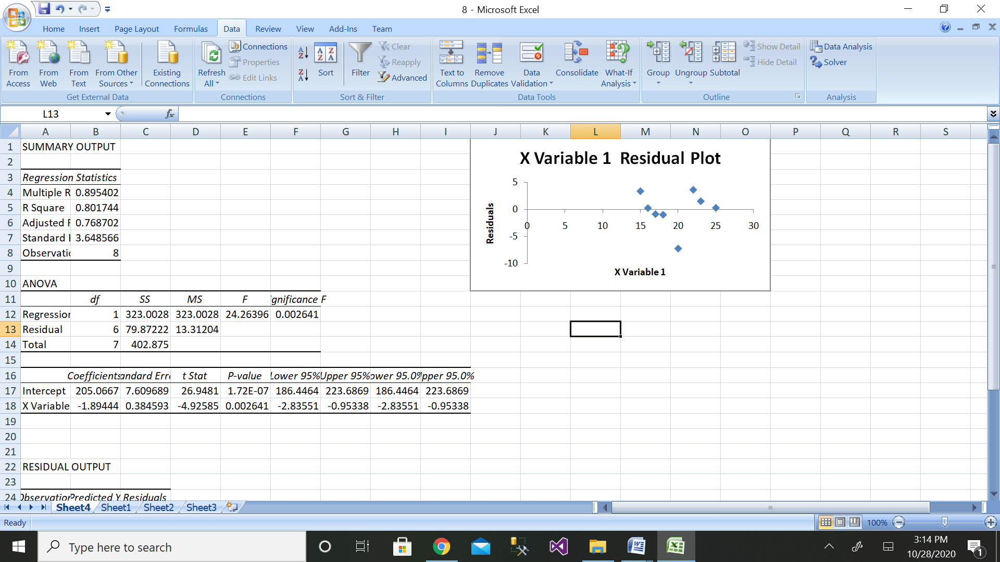 8 - Microsoft Excel
Home Insert Page Layout Formulas Data Review View Add-Ins Team
From Access
From Web
From Text
From Other Sources
Existing Connections
Get External Data
Refresh All
Connections
Properties
Edit Links
Connections
Sort
Filter
Clear
Reapply
Advanced
Sort & Filter
Text to Columns
Remove Duplicates
Data Validation
Consolidate
What-If Analysis
Data Tools
Group
Ungroup
Subtotal
Show Detail
Hide Detail
Outline
Data Analysis
Solver
Analysis
L13
fx
A B C D E F G H I J K L M N O P Q R S
1 SUMMARY OUTPUT
2
3 Regression Statistics
4 Multiple R 0.895402
5 R Square 0.801744
6 Adjusted F 0.768702
7 Standard E 3.648566
8 Observatio 8
9
10 ANOVA
11 df SS MS F gnificance F
12 Regression 1 323.0028 323.0028 24.26396 0.002641
13 Residual 6 79.87222 13.31204
14 Total 7 402.875
15
16 Coefficients andard Erro t Stat P-value Lower 95% Upper 95% ower 95.0% pper 95.0%
17 Intercept 205.0667 7.609689 26.9481 1.72E-07 186.4464 223.6869 186.4464 223.6869
18 X Variable -1.89444 0.384593 -4.92585 0.002641 -2.83551 -0.95338 -2.83551 -0.95338
19
20
21
22 RESIDUAL OUTPUT
23
24 Observation Predicted Y Residuals
X Variable 1 Residual Plot
Residuals
5
0
-5
-10
0 5 10 15 20 25 30
X Variable 1
Sheet4 Sheet1 Sheet2 Sheet3
Ready
100%
Type here to search
3:14 PM
10/28/2020
1